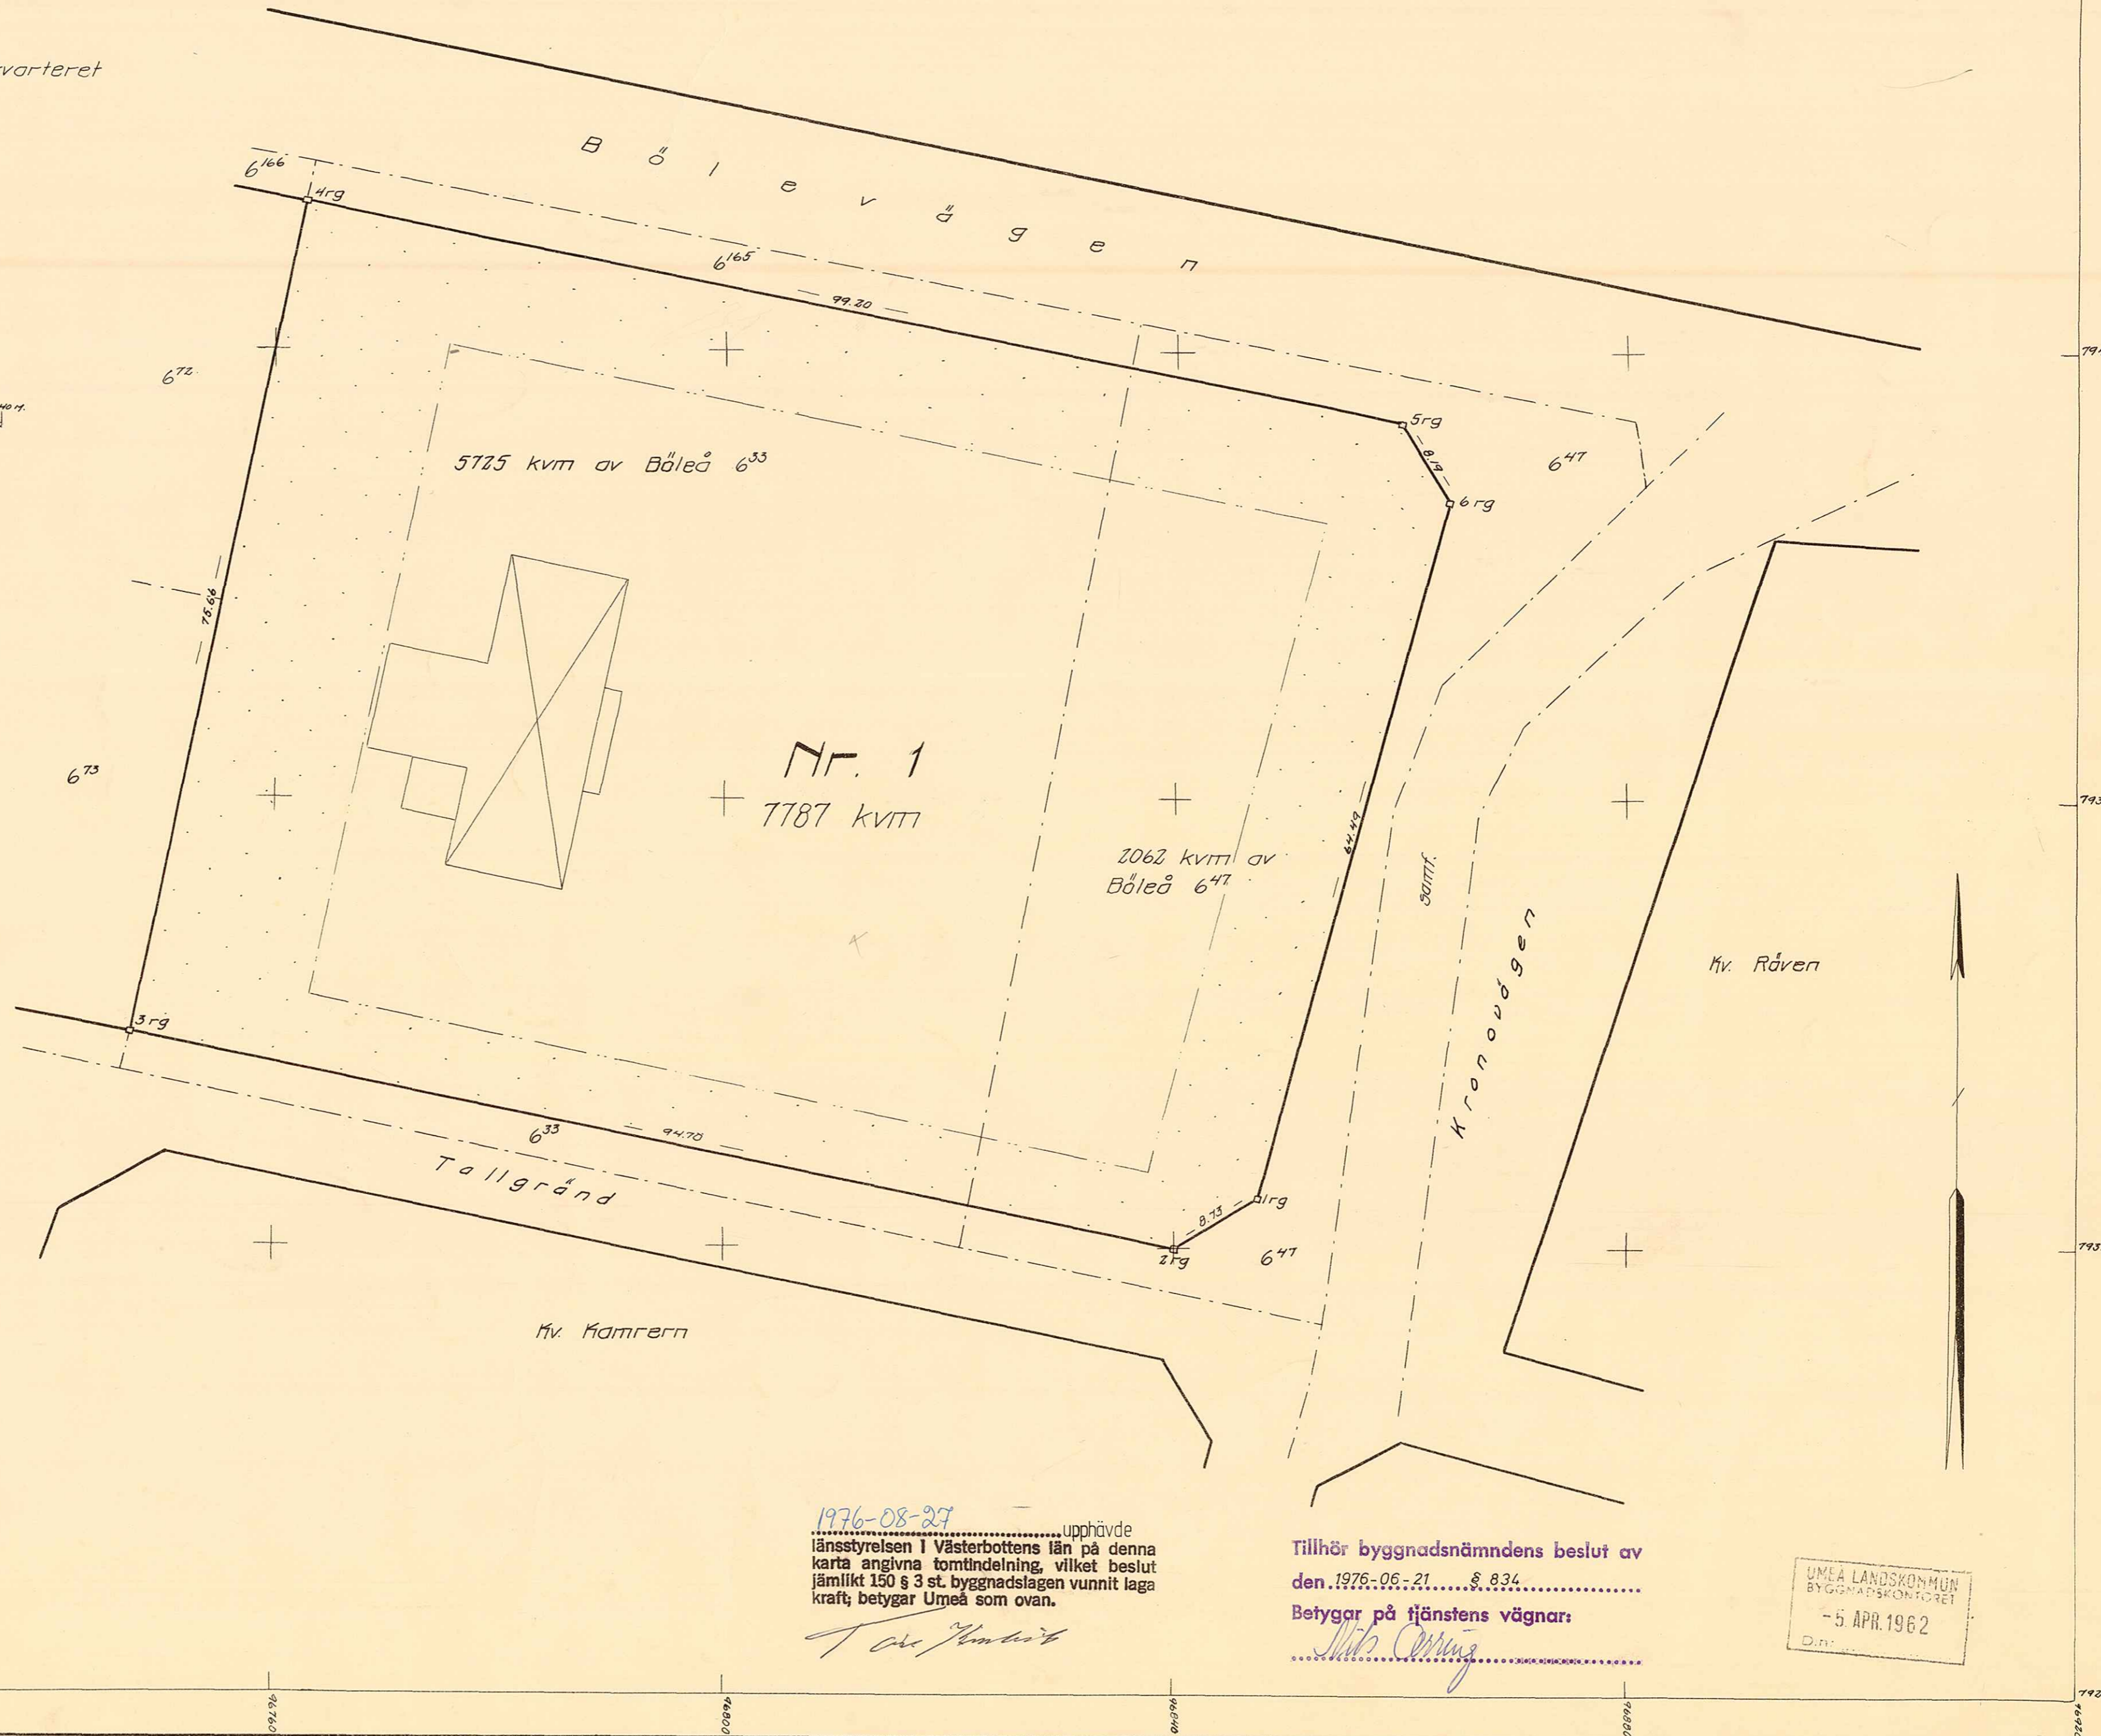 varteret
Bölevägen
6166
4rg
6165
99.20
672
5rg
8.19
647
6rg
5725 kvm av Böleå 633
75.66
673
Nr. 1
7787 kvm
2062 kvm av
Böleå 647
64.49
samf.
Kronovägen
Kv. Räven
3rg
633
94.78
Tallgränd
8.73
1rg
2rg
647
Kv. Kamrern
1976-08-27 upphävde
länsstyrelsen i Västerbottens län på denna
karta angivna tomtindelning, vilket beslut
jämlikt 150 § 3 st. byggnadslagen vunnit laga
kraft; betygar Umeå som ovan.
Tillhör byggnadsnämndens beslut av
den 1976-06-21 § 834
Betygar på tjänstens vägnar:
UMEÅ LANDSKOMMUN
BYGGNADSKONTORET
-5 APR. 1962
D.nr
96760
96800
96840
96880